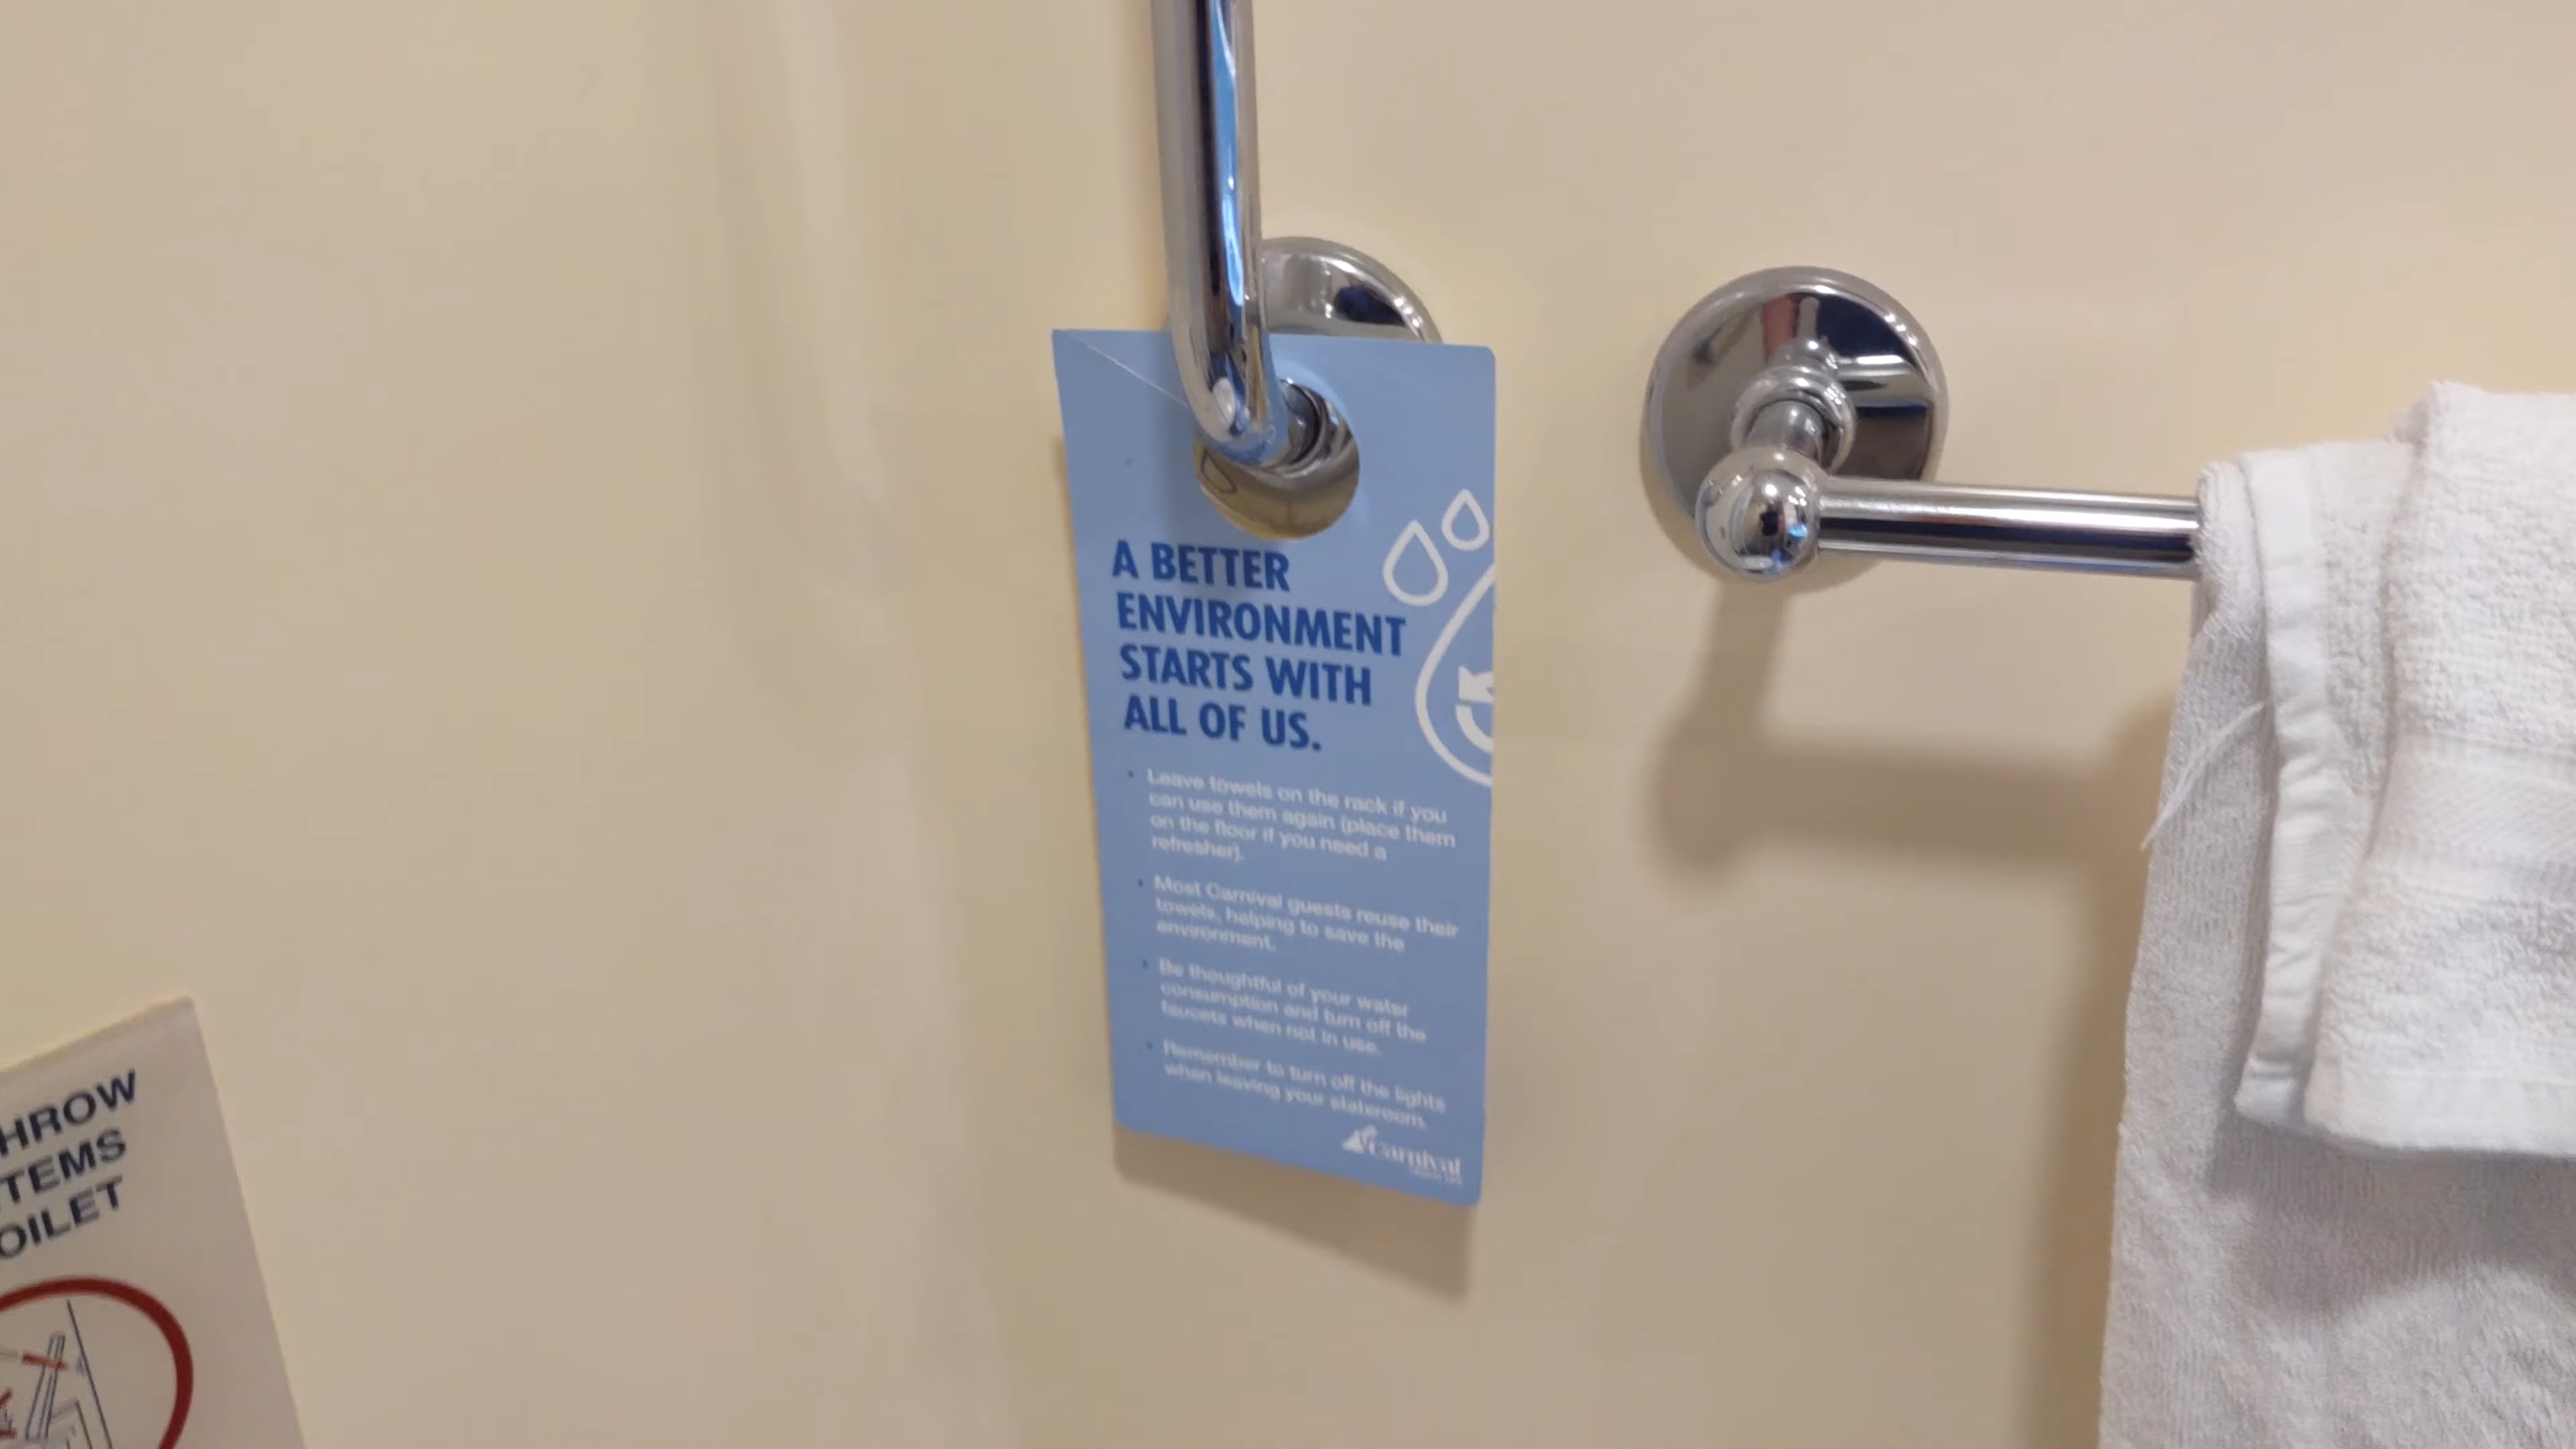 A BETTER
ENVIRONMENT
STARTS WITH
ALL OF US.
• Leave towels on the rack if you
can use them again (place them
on the floor if you need a
refresher).
• Most Carnival guests reuse their
towels, helping to save the
environment.
• Be thoughtful of your water
consumption and turn off the
faucets when not in use.
• Remember to turn off the lights
when leaving your stateroom.
Carnival
HROW
TEMS
OILET